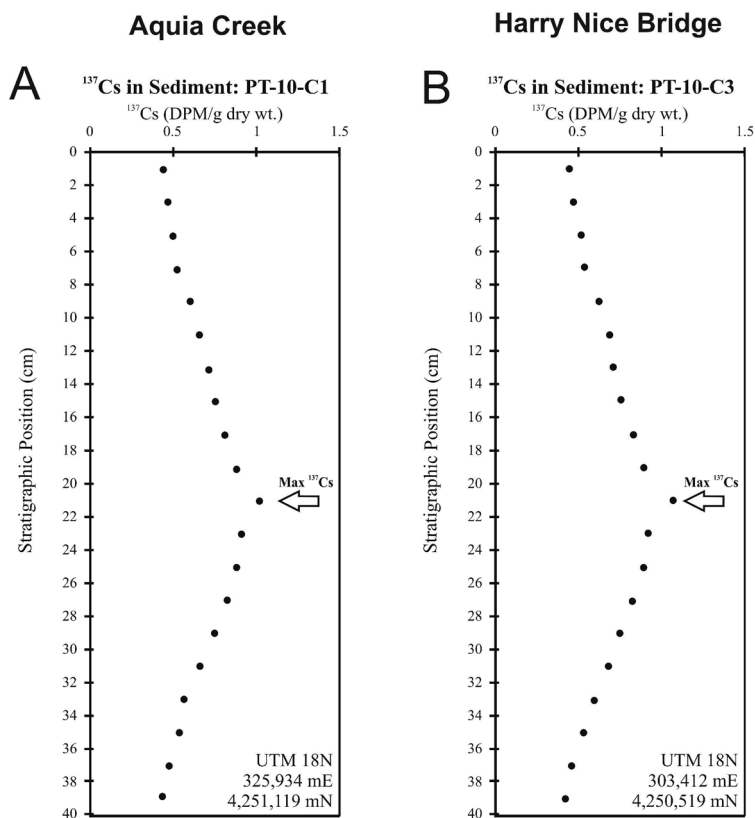 Aquia Creek
A
¹³⁷Cs in Sediment: PT-10-C1
¹³⁷Cs (DPM/g dry wt.)
0 0.5 1 1.5
0
2
4
6
8
10
12
14
16
18
20
22
24
26
28
30
32
34
36
38
40
Stratigraphic Position (cm)
Max ¹³⁷Cs
UTM 18N
325,934 mE
4,251,119 mN
Harry Nice Bridge
B
¹³⁷Cs in Sediment: PT-10-C3
¹³⁷Cs (DPM/g dry wt.)
0 0.5 1 1.5
0
2
4
6
8
10
12
14
16
18
20
22
24
26
28
30
32
34
36
38
40
Stratigraphic Position (cm)
Max ¹³⁷Cs
UTM 18N
303,412 mE
4,250,519 mN